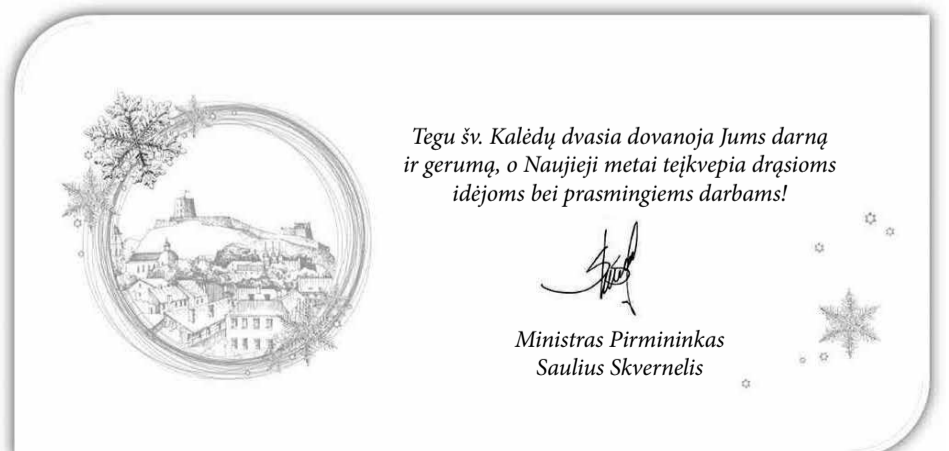 Tegu šv. Kalėdų dvasia dovanoja Jums darną
ir gerumą, o Naujieji metai teįkvepia drąsioms
idėjoms bei prasmingiems darbams!
Ministras Pirmininkas
Saulius Skvernelis